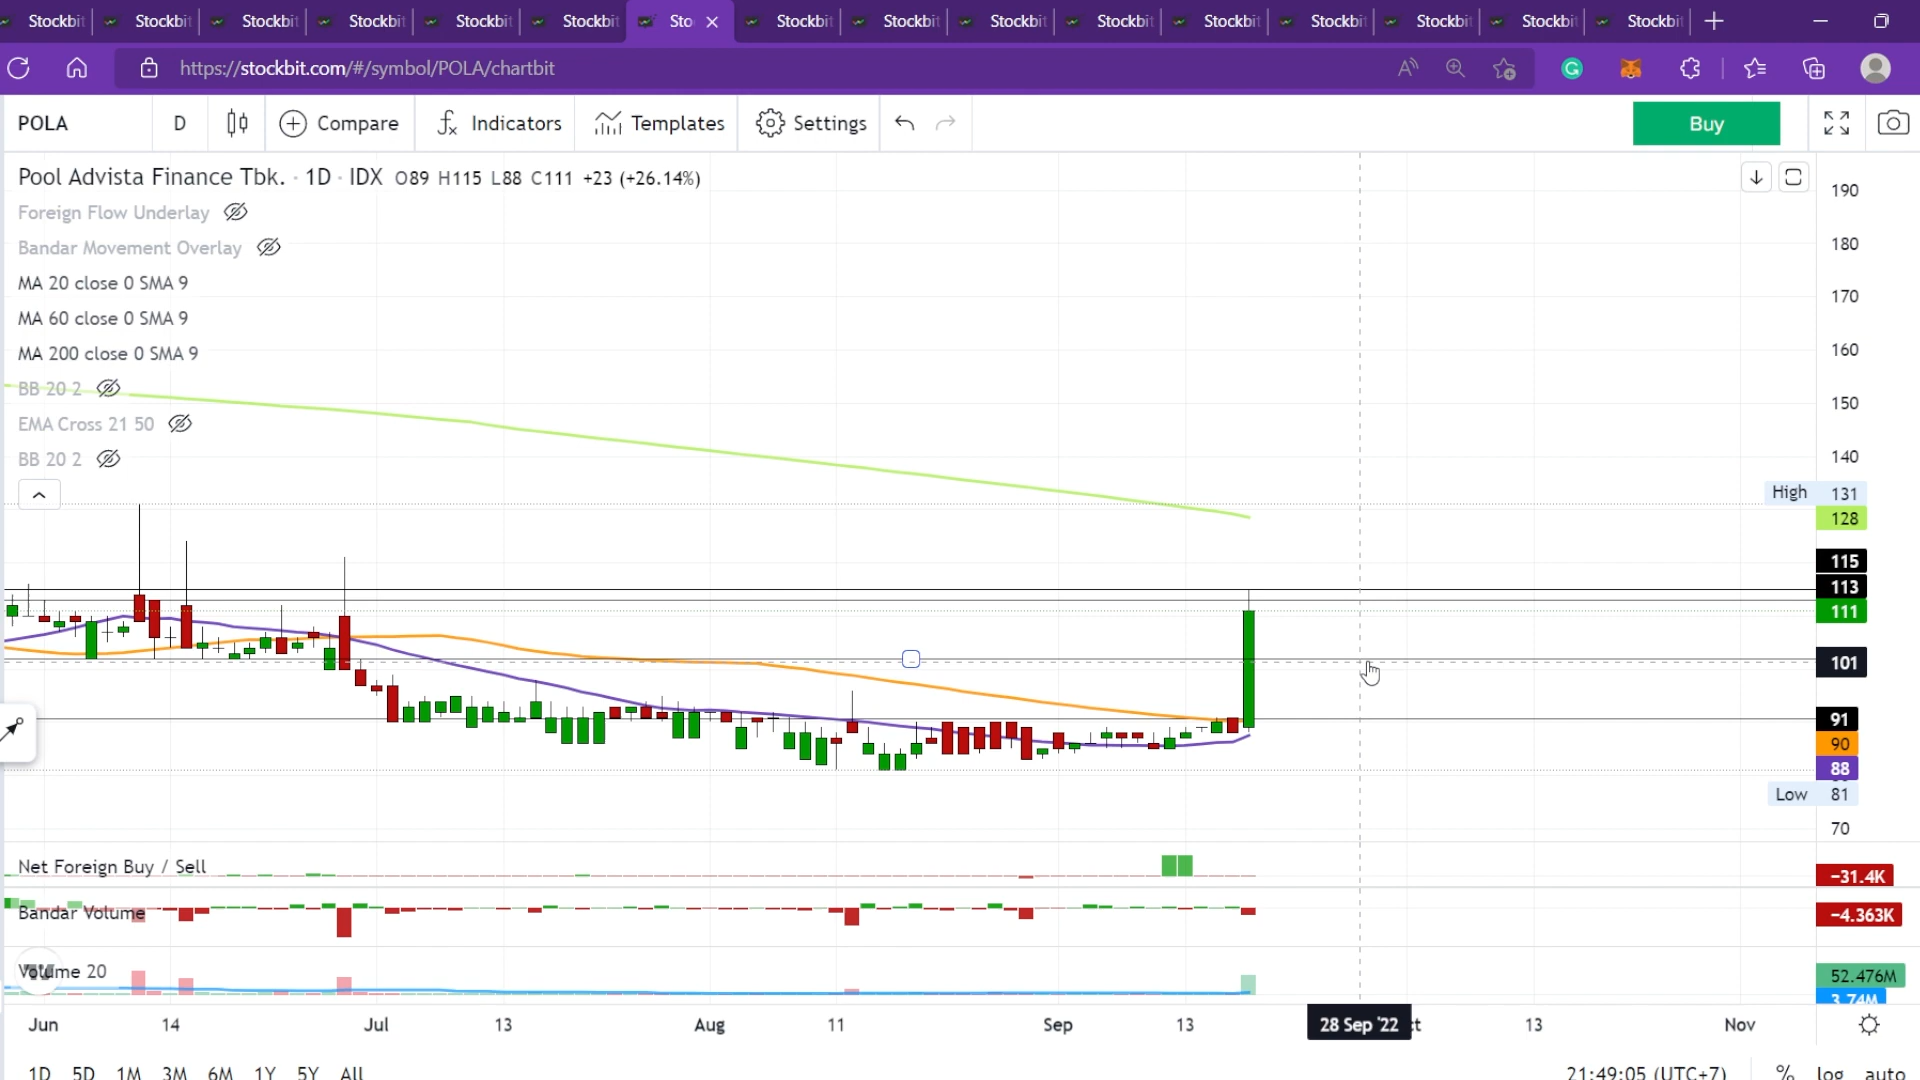 Stockbit Stockbit Stockbit Stockbit Stockbit Stockbit Sto Stockbit Stockbit Stockbit Stockbit Stockbit Stockbit Stockbit Stockbit Stockbit
https://stockbit.com/#/symbol/POLA/chartbit
POLA D Compare Indicators Templates Settings Buy
Pool Advista Finance Tbk. · 1D · IDX O89 H115 L88 C111 +23 (+26.14%)
Foreign Flow Underlay
Bandar Movement Overlay
MA 20 close 0 SMA 9
MA 60 close 0 SMA 9
MA 200 close 0 SMA 9
BB 20 2
EMA Cross 21 50
BB 20 2
190
180
170
160
150
140
High 131
128
115
113
111
101
91
90
88
Low 81
70
Net Foreign Buy / Sell
-31.4K
Bandar Volume
-4.363K
Volume 20
52.476M
3.74M
Jun 14 Jul 13 Aug 11 Sep 13 28 Sep '22 13 Nov
1D 5D 1M 3M 6M 1Y 5Y All 21:49:05 (UTC+7) % log auto